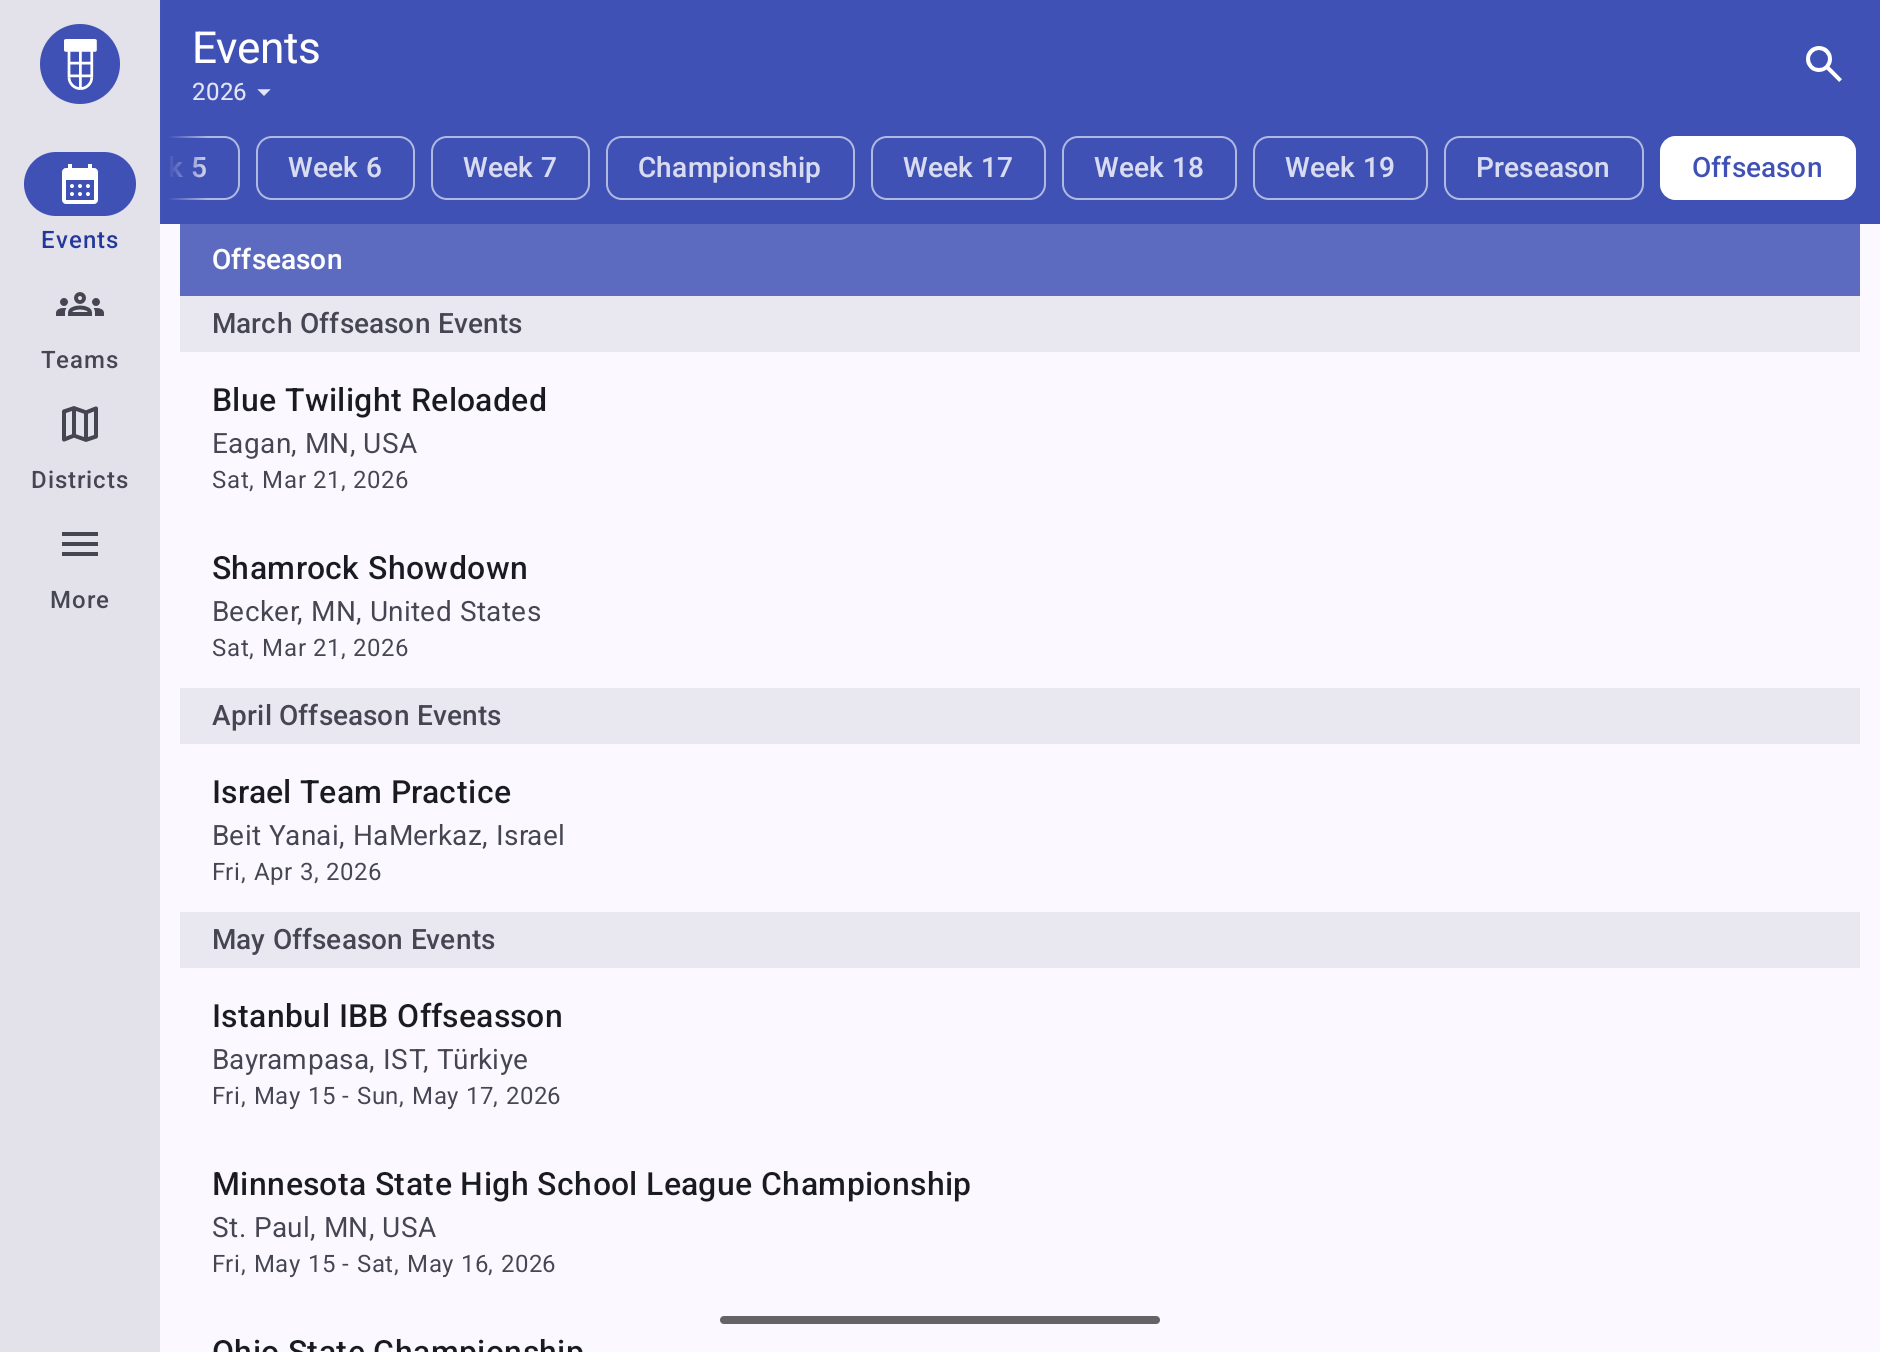 Events
2026
k 5
Week 6
Week 7
Championship
Week 17
Week 18
Week 19
Preseason
Offseason
Events
Teams
Districts
More
Offseason
March Offseason Events
Blue Twilight Reloaded
Eagan, MN, USA
Sat, Mar 21, 2026
Shamrock Showdown
Becker, MN, United States
Sat, Mar 21, 2026
April Offseason Events
Israel Team Practice
Beit Yanai, HaMerkaz, Israel
Fri, Apr 3, 2026
May Offseason Events
Istanbul IBB Offseasson
Bayrampasa, IST, Türkiye
Fri, May 15 - Sun, May 17, 2026
Minnesota State High School League Championship
St. Paul, MN, USA
Fri, May 15 - Sat, May 16, 2026
Ohio State Championship